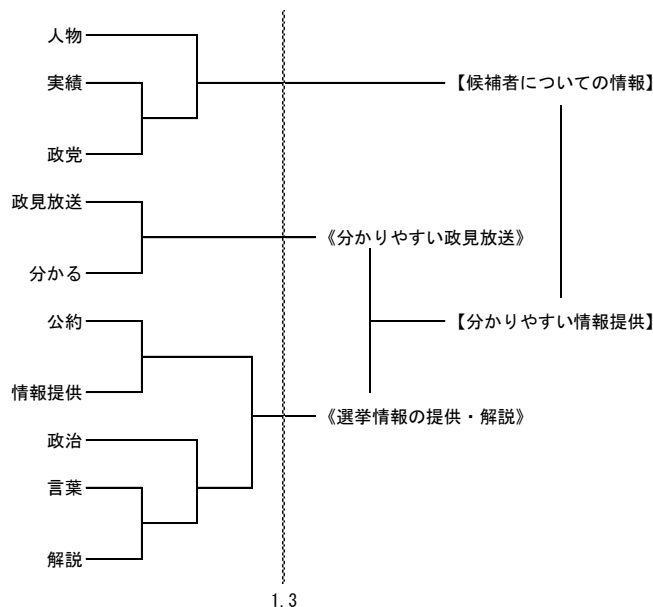 人物
実績
【候補者についての情報】
政党
政見放送
《分かりやすい政見放送》
分かる
公約
【分かりやすい情報提供】
情報提供
《選挙情報の提供・解説》
政治
言葉
解説
1.3